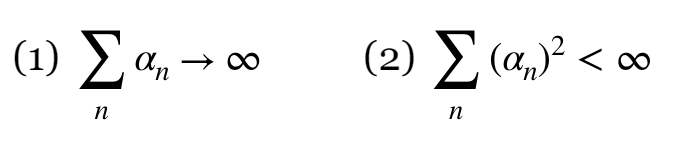 (1) ∑ₙ αₙ → ∞ (2) ∑ₙ (αₙ)² < ∞